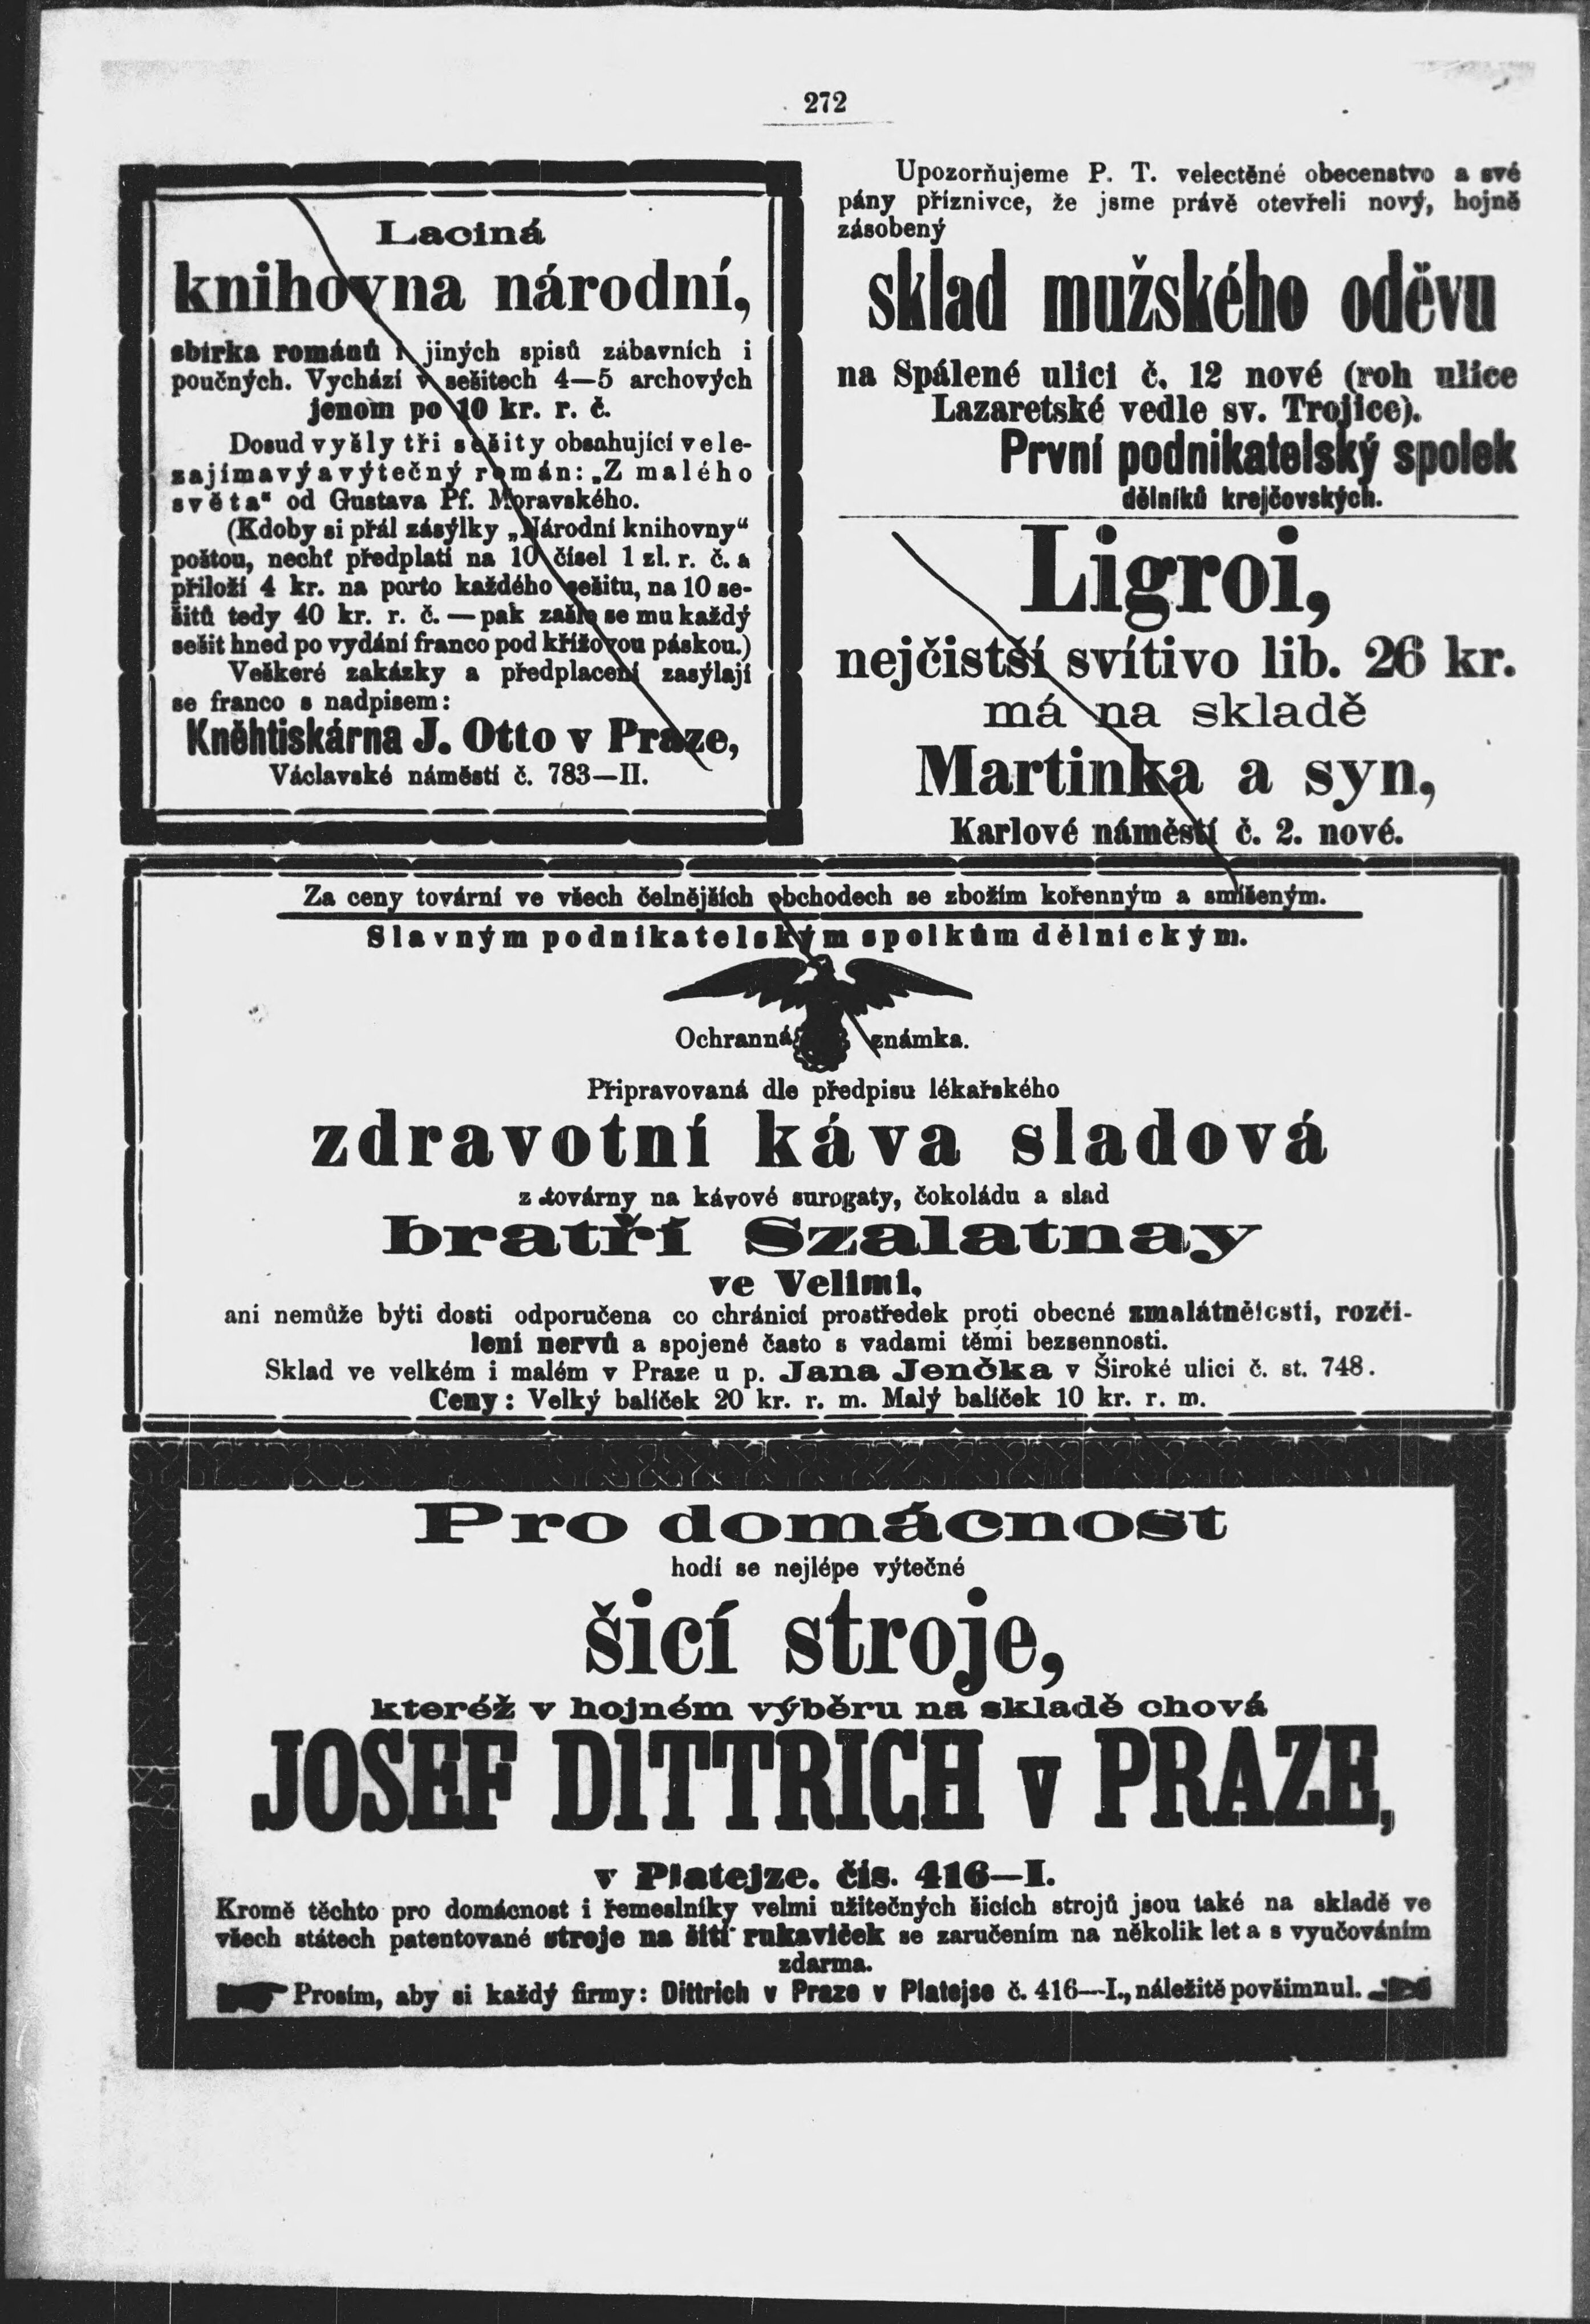 272
Laciná
knihovna národní,
sbírka románů i jiných spisů zábavních i
poučných. Vychází v sešitech 4—5 archových
jenom po 10 kr. r. č.
Dosud vyšly tři sešity obsahující vele-
zajímavý a výtečný román: „Z malého
světa“ od Gustava Pf. Moravského.
(Kdoby si přál zásylky „Národní knihovny“
poštou, nechť předplatí na 10 čísel 1 zl. r. č. a
přiloží 4 kr. na porto každého sešitu, na 10 se-
šitů tedy 40 kr. r. č. — pak zašle se mu každý
sešit hned po vydání franco pod křížovou páskou.)
Veškeré zakázky a předplacení zasýlají
se franco s nadpisem:
Kněhtiskárna J. Otto v Praze,
Václavské náměstí č. 783—II.
Upozorňujeme P. T. velectěné obecenstvo a své
pány příznivce, že jsme právě otevřeli nový, hojně
zásobený
sklad mužského oděvu
na Spálené ulici č. 12 nové (roh ulice
Lazaretské vedle sv. Trojice).
První podnikatelský spolek
dělníků krejčovských.
Ligroi,
nejčistší svítivo lib. 26 kr.
má na skladě
Martinka a syn,
Karlové náměstí č. 2. nové.
Za ceny tovární ve všech čelnějších obchodech se zbožím kořenným a smíšeným.
Slavným podnikatelským spolkům dělnickým.
Ochranná známka.
Připravovaná dle předpisu lékařského
zdravotní káva sladová
z továrny na kávové surogaty, čokoládu a slad
bratří Szalatnay
ve Velimi,
ani nemůže býti dosti odporučena co chránicí prostředek proti obecné zmalátnělosti, rozči-
lení nervů a spojené často s vadami těmi bezsennosti.
Sklad ve velkém i malém v Praze u p. Jana Jenčka v Široké ulici č. st. 748.
Ceny: Velký balíček 20 kr. r. m. Malý balíček 10 kr. r. m.
Pro domácnost
hodí se nejlépe výtečné
šicí stroje,
kteréž v hojném výběru na skladě chová
JOSEF DITTRICH v PRAZE,
v Platejze. čís. 416—I.
Kromě těchto pro domácnost i řemeslníky velmi užitečných šicích strojů jsou také na skladě ve
všech státech patentované stroje na šití rukaviček se zaručením na několik let a s vyučováním
zdarma.
Prosím, aby si každý firmy: Dittrich v Praze v Platejse č. 416—I., náležitě povšimnul.